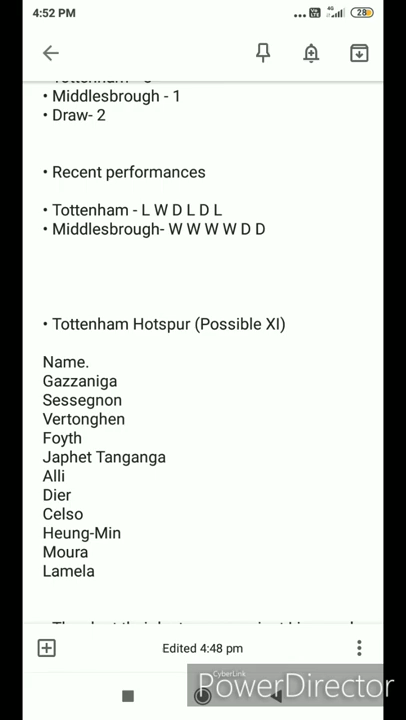 4:52 PM
4G
28
• Middlesbrough - 1
• Draw- 2
• Recent performances
• Tottenham - L W D L D L
• Middlesbrough- W W W W D D
• Tottenham Hotspur (Possible XI)
Name.
Gazzaniga
Sessegnon
Vertonghen
Foyth
Japhet Tanganga
Alli
Dier
Celso
Heung-Min
Moura
Lamela
Edited 4:48 pm
CyberLink
PowerDirector